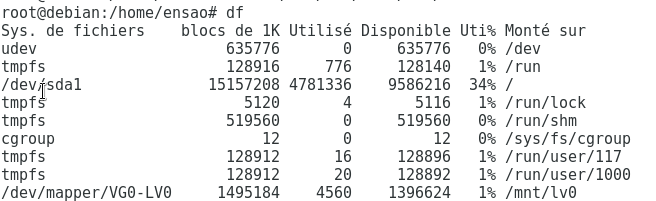 root@debian:/home/ensao# df
Sys. de fichiers    blocs de 1K Utilisé Disponible Uti% Monté sur
udev                     635776       0     635776   0% /dev
tmpfs                    128916     776     128140   1% /run
/dev/sda1              15157208 4781336    9586216  34% /
tmpfs                      5120       4       5116   1% /run/lock
tmpfs                    519560       0     519560   0% /run/shm
cgroup                       12       0         12   0% /sys/fs/cgroup
tmpfs                    128912      16     128896   1% /run/user/117
tmpfs                    128912      20     128892   1% /run/user/1000
/dev/mapper/VG0-LV0     1495184    4560    1396624   1% /mnt/lv0